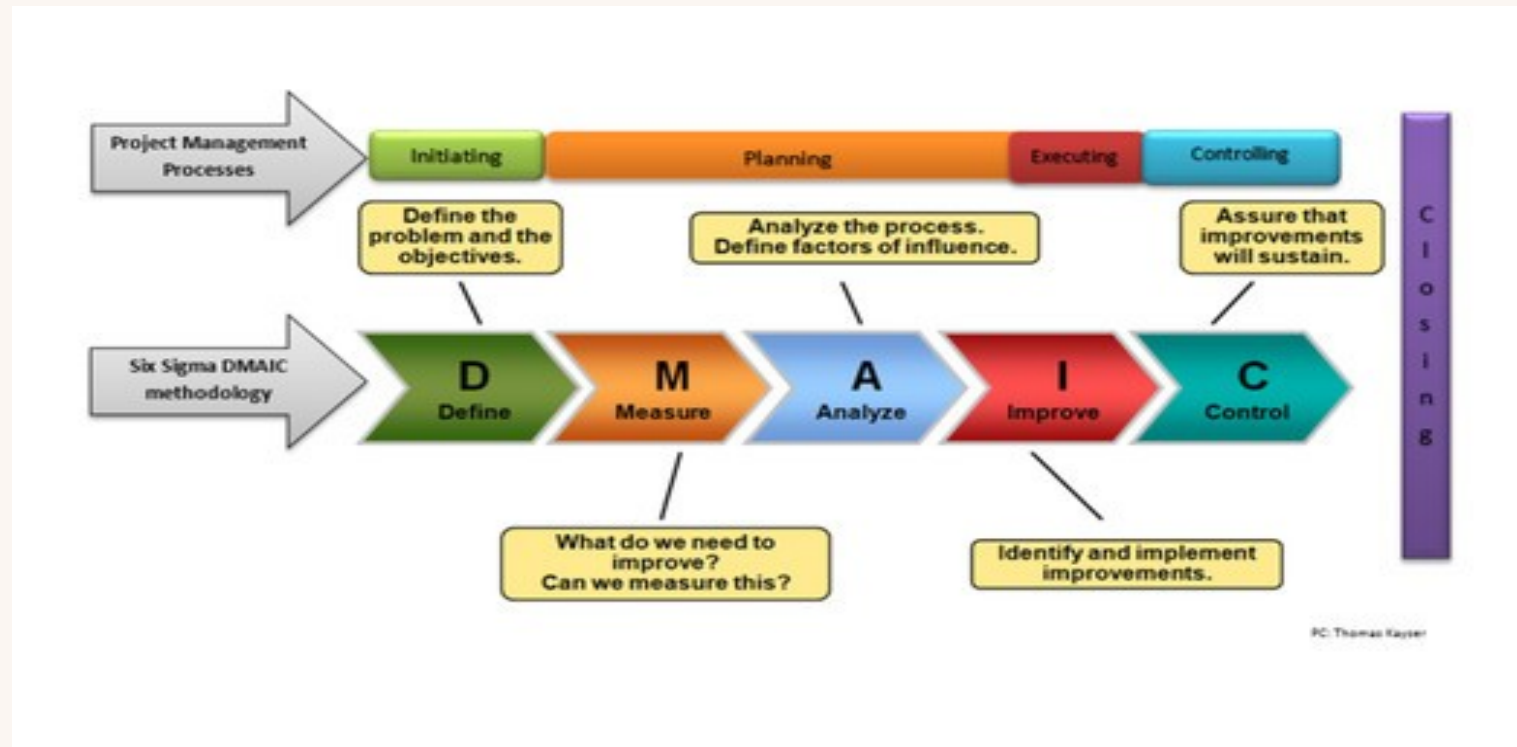 Project Management
Processes
Initiating
Planning
Executing
Controlling
Define the
problem and the
objectives.
Analyze the process.
Define factors of influence.
Assure that
improvements
will sustain.
Closing
Six Sigma DMAIC
methodology
D
Define
M
Measure
A
Analyze
I
Improve
C
Control
What do we need to
improve?
Can we measure this?
Identify and implement
improvements.
PC: Thomas Kayser